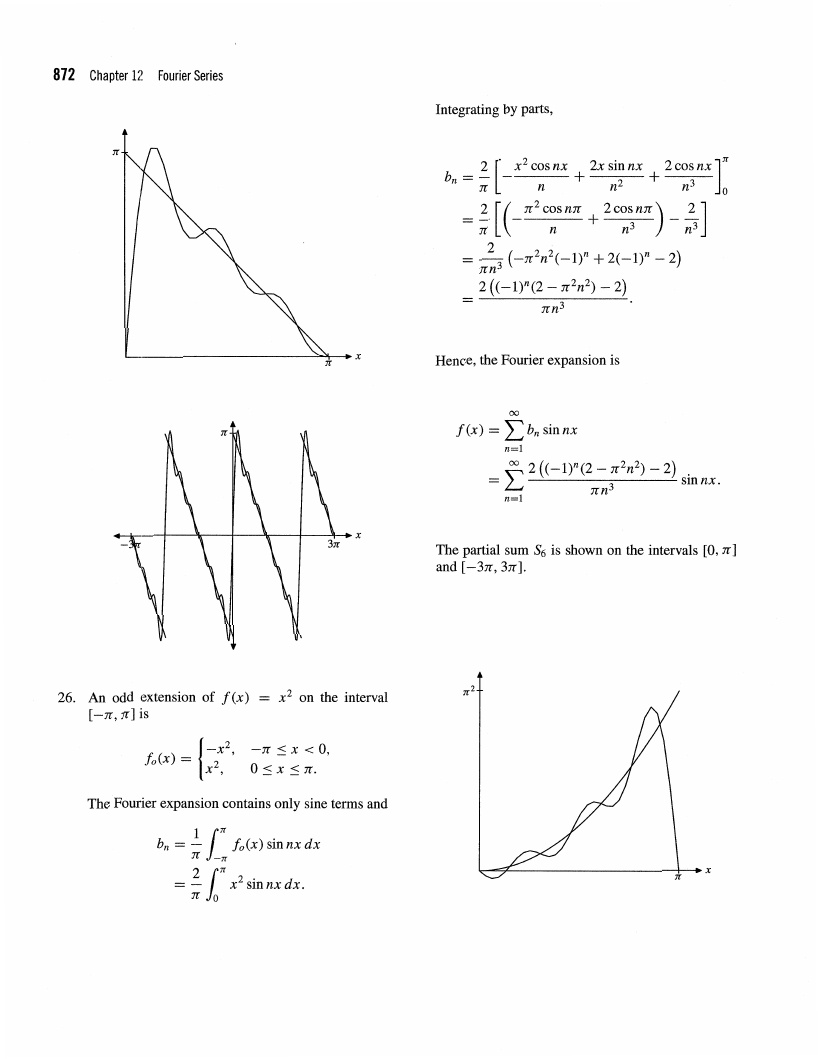 872 Chapter 12 Fourier Series
π
π
x
π
−3π
3π
x
26. An odd extension of f(x) = x² on the interval
[−π, π] is
f_o(x) = { −x², −π ≤ x < 0,
x², 0 ≤ x ≤ π.
The Fourier expansion contains only sine terms and
b_n = 1/π ∫_{−π}^{π} f_o(x) sin nx dx
= 2/π ∫_0^π x² sin nx dx.
Integrating by parts,
b_n = 2/π [ −x² cos nx/n + 2x sin nx/n² + 2 cos nx/n³ ]_0^π
= 2/π [ ( −π² cos nπ/n + 2 cos nπ/n³ ) − 2/n³ ]
= 2/(πn³) (−π²n²(−1)ⁿ + 2(−1)ⁿ − 2)
= 2((−1)ⁿ(2 − π²n²) − 2)/(πn³).
Hence, the Fourier expansion is
f(x) = ∑_{n=1}^∞ b_n sin nx
= ∑_{n=1}^∞ 2((−1)ⁿ(2 − π²n²) − 2)/(πn³) sin nx.
The partial sum S₆ is shown on the intervals [0, π]
and [−3π, 3π].
π²
π
x